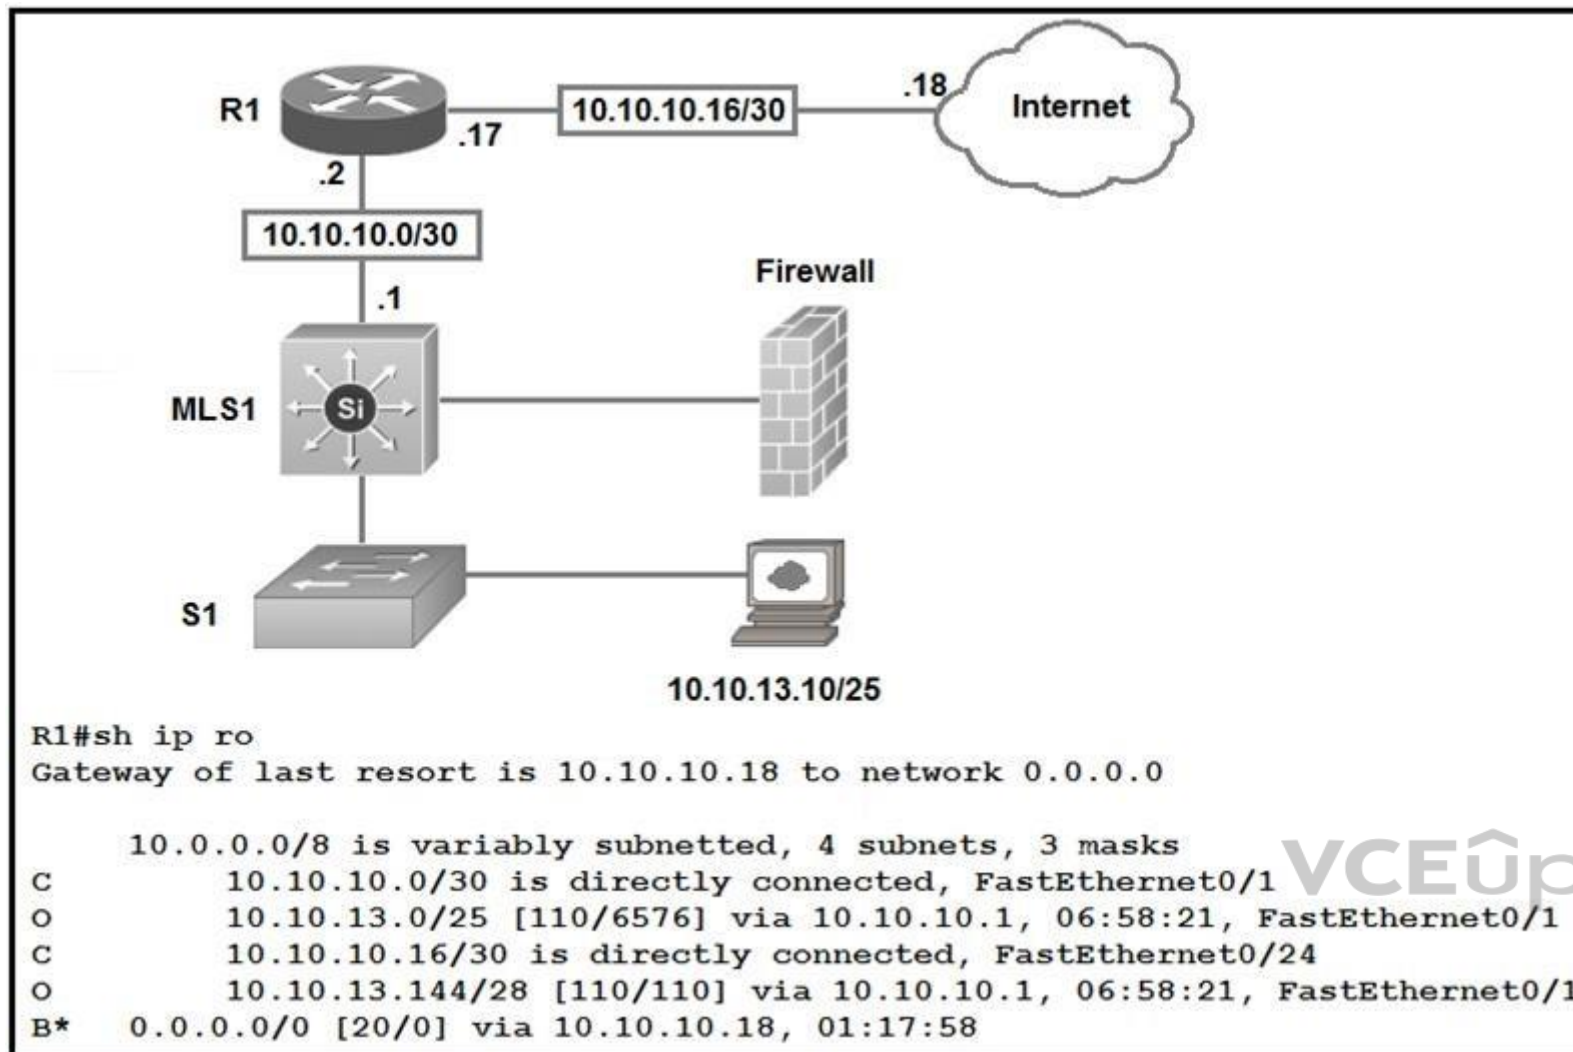 R1
.17
10.10.10.16/30
.18
Internet
.2
10.10.10.0/30
.1
Firewall
MLS1
Si
S1
10.10.13.10/25
R1#sh ip ro
Gateway of last resort is 10.10.10.18 to network 0.0.0.0
10.0.0.0/8 is variably subnetted, 4 subnets, 3 masks
C 10.10.10.0/30 is directly connected, FastEthernet0/1
O 10.10.13.0/25 [110/6576] via 10.10.10.1, 06:58:21, FastEthernet0/1
C 10.10.10.16/30 is directly connected, FastEthernet0/24
O 10.10.13.144/28 [110/110] via 10.10.10.1, 06:58:21, FastEthernet0/1
B* 0.0.0.0/0 [20/0] via 10.10.10.18, 01:17:58
VCEûp